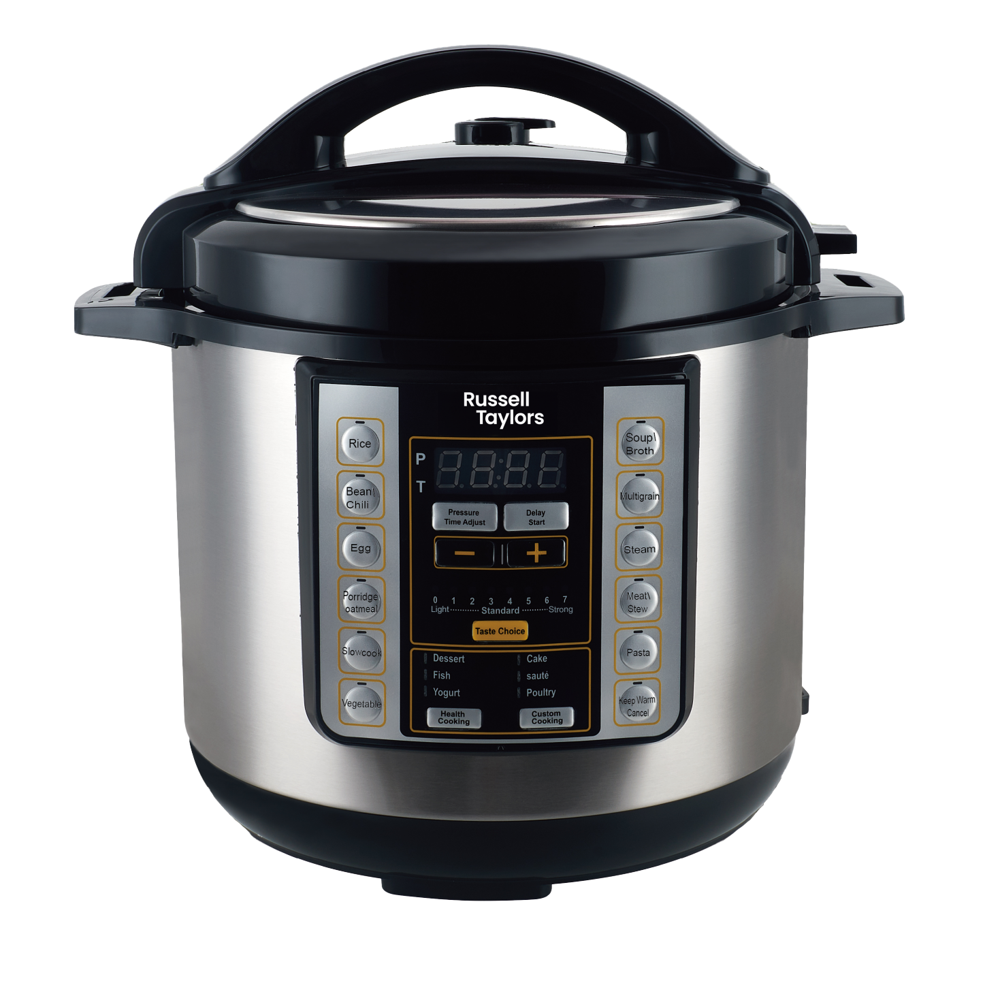 Russell
Taylors
Rice
Bean\
Chili
Egg
Porridge
oatmeal
Slowcook
Vegetable
P
T
Pressure
Time Adjust
Delay
Start
− +
0 1 2 3 4 5 6 7
Light Standard Strong
Taste Choice
Dessert
Fish
Yogurt
Cake
sauté
Poultry
Health
Cooking
Custom
Cooking
Soup\
Broth
Multigrain
Steam
Meat\
Stew
Pasta
Keep Warm
Cancel